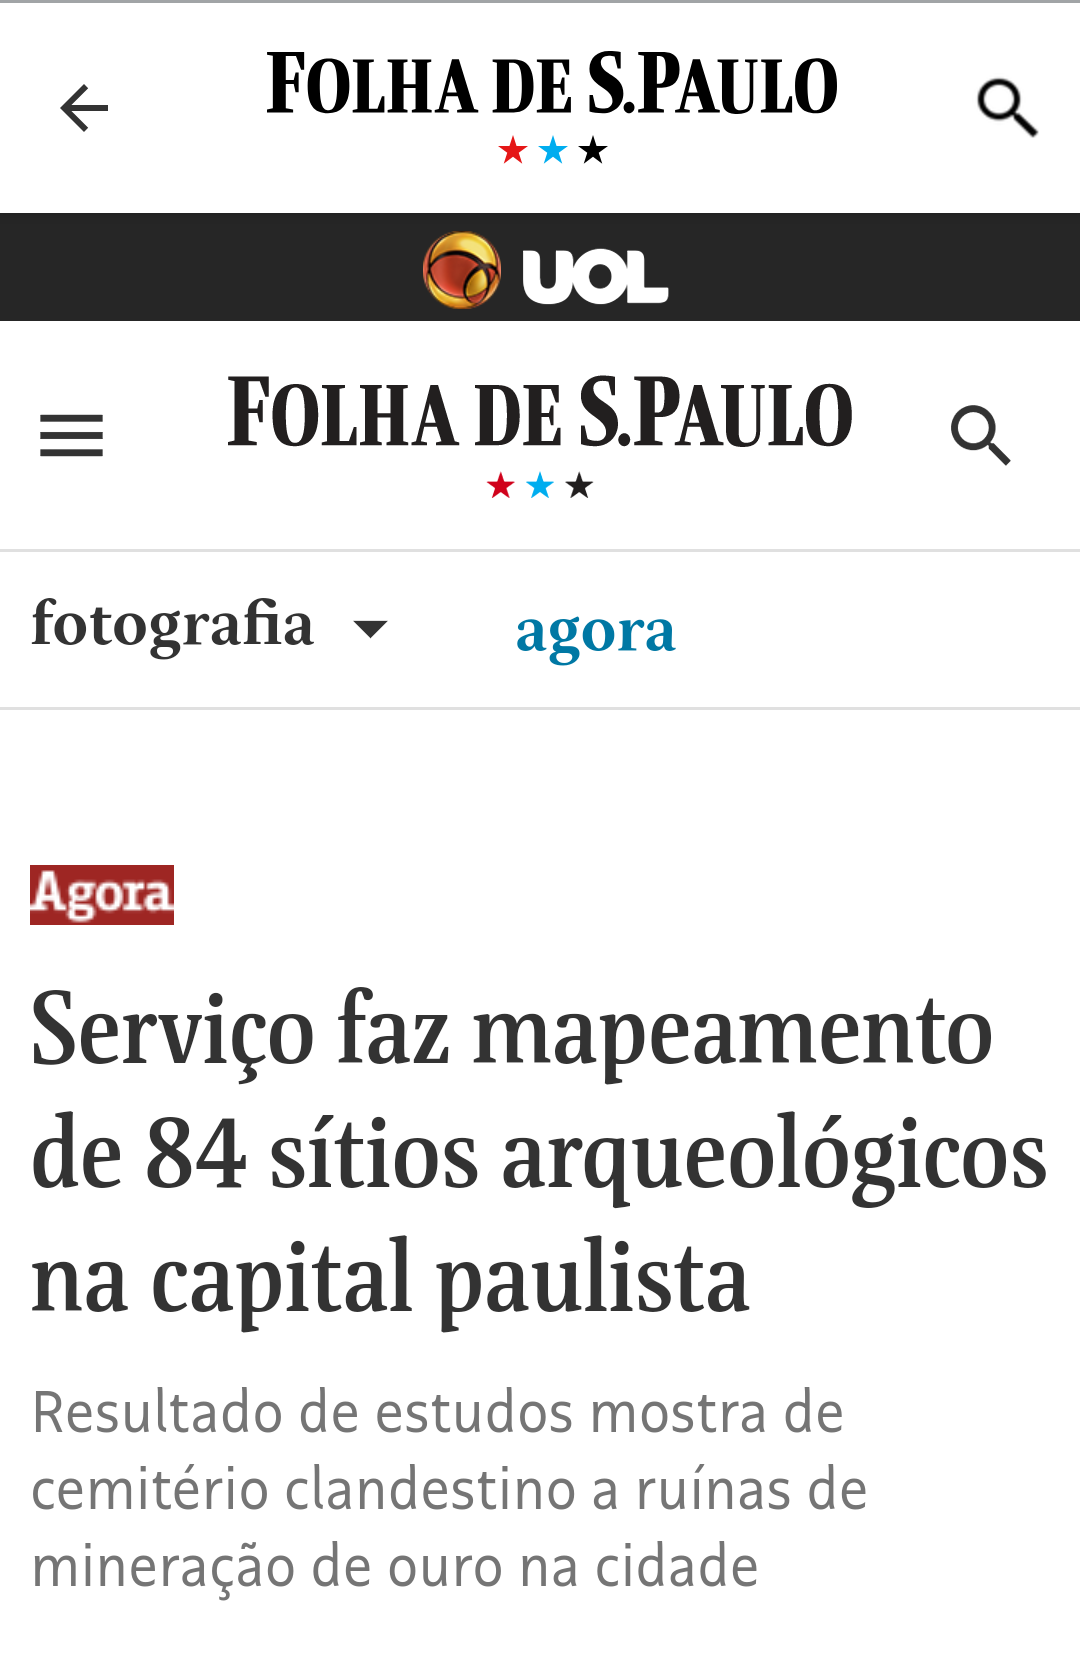 FOLHA DE S.PAULO
UOL
FOLHA DE S.PAULO
fotografia agora
Agora
Serviço faz mapeamento
de 84 sítios arqueológicos
na capital paulista
Resultado de estudos mostra de
cemitério clandestino a ruínas de
mineração de ouro na cidade